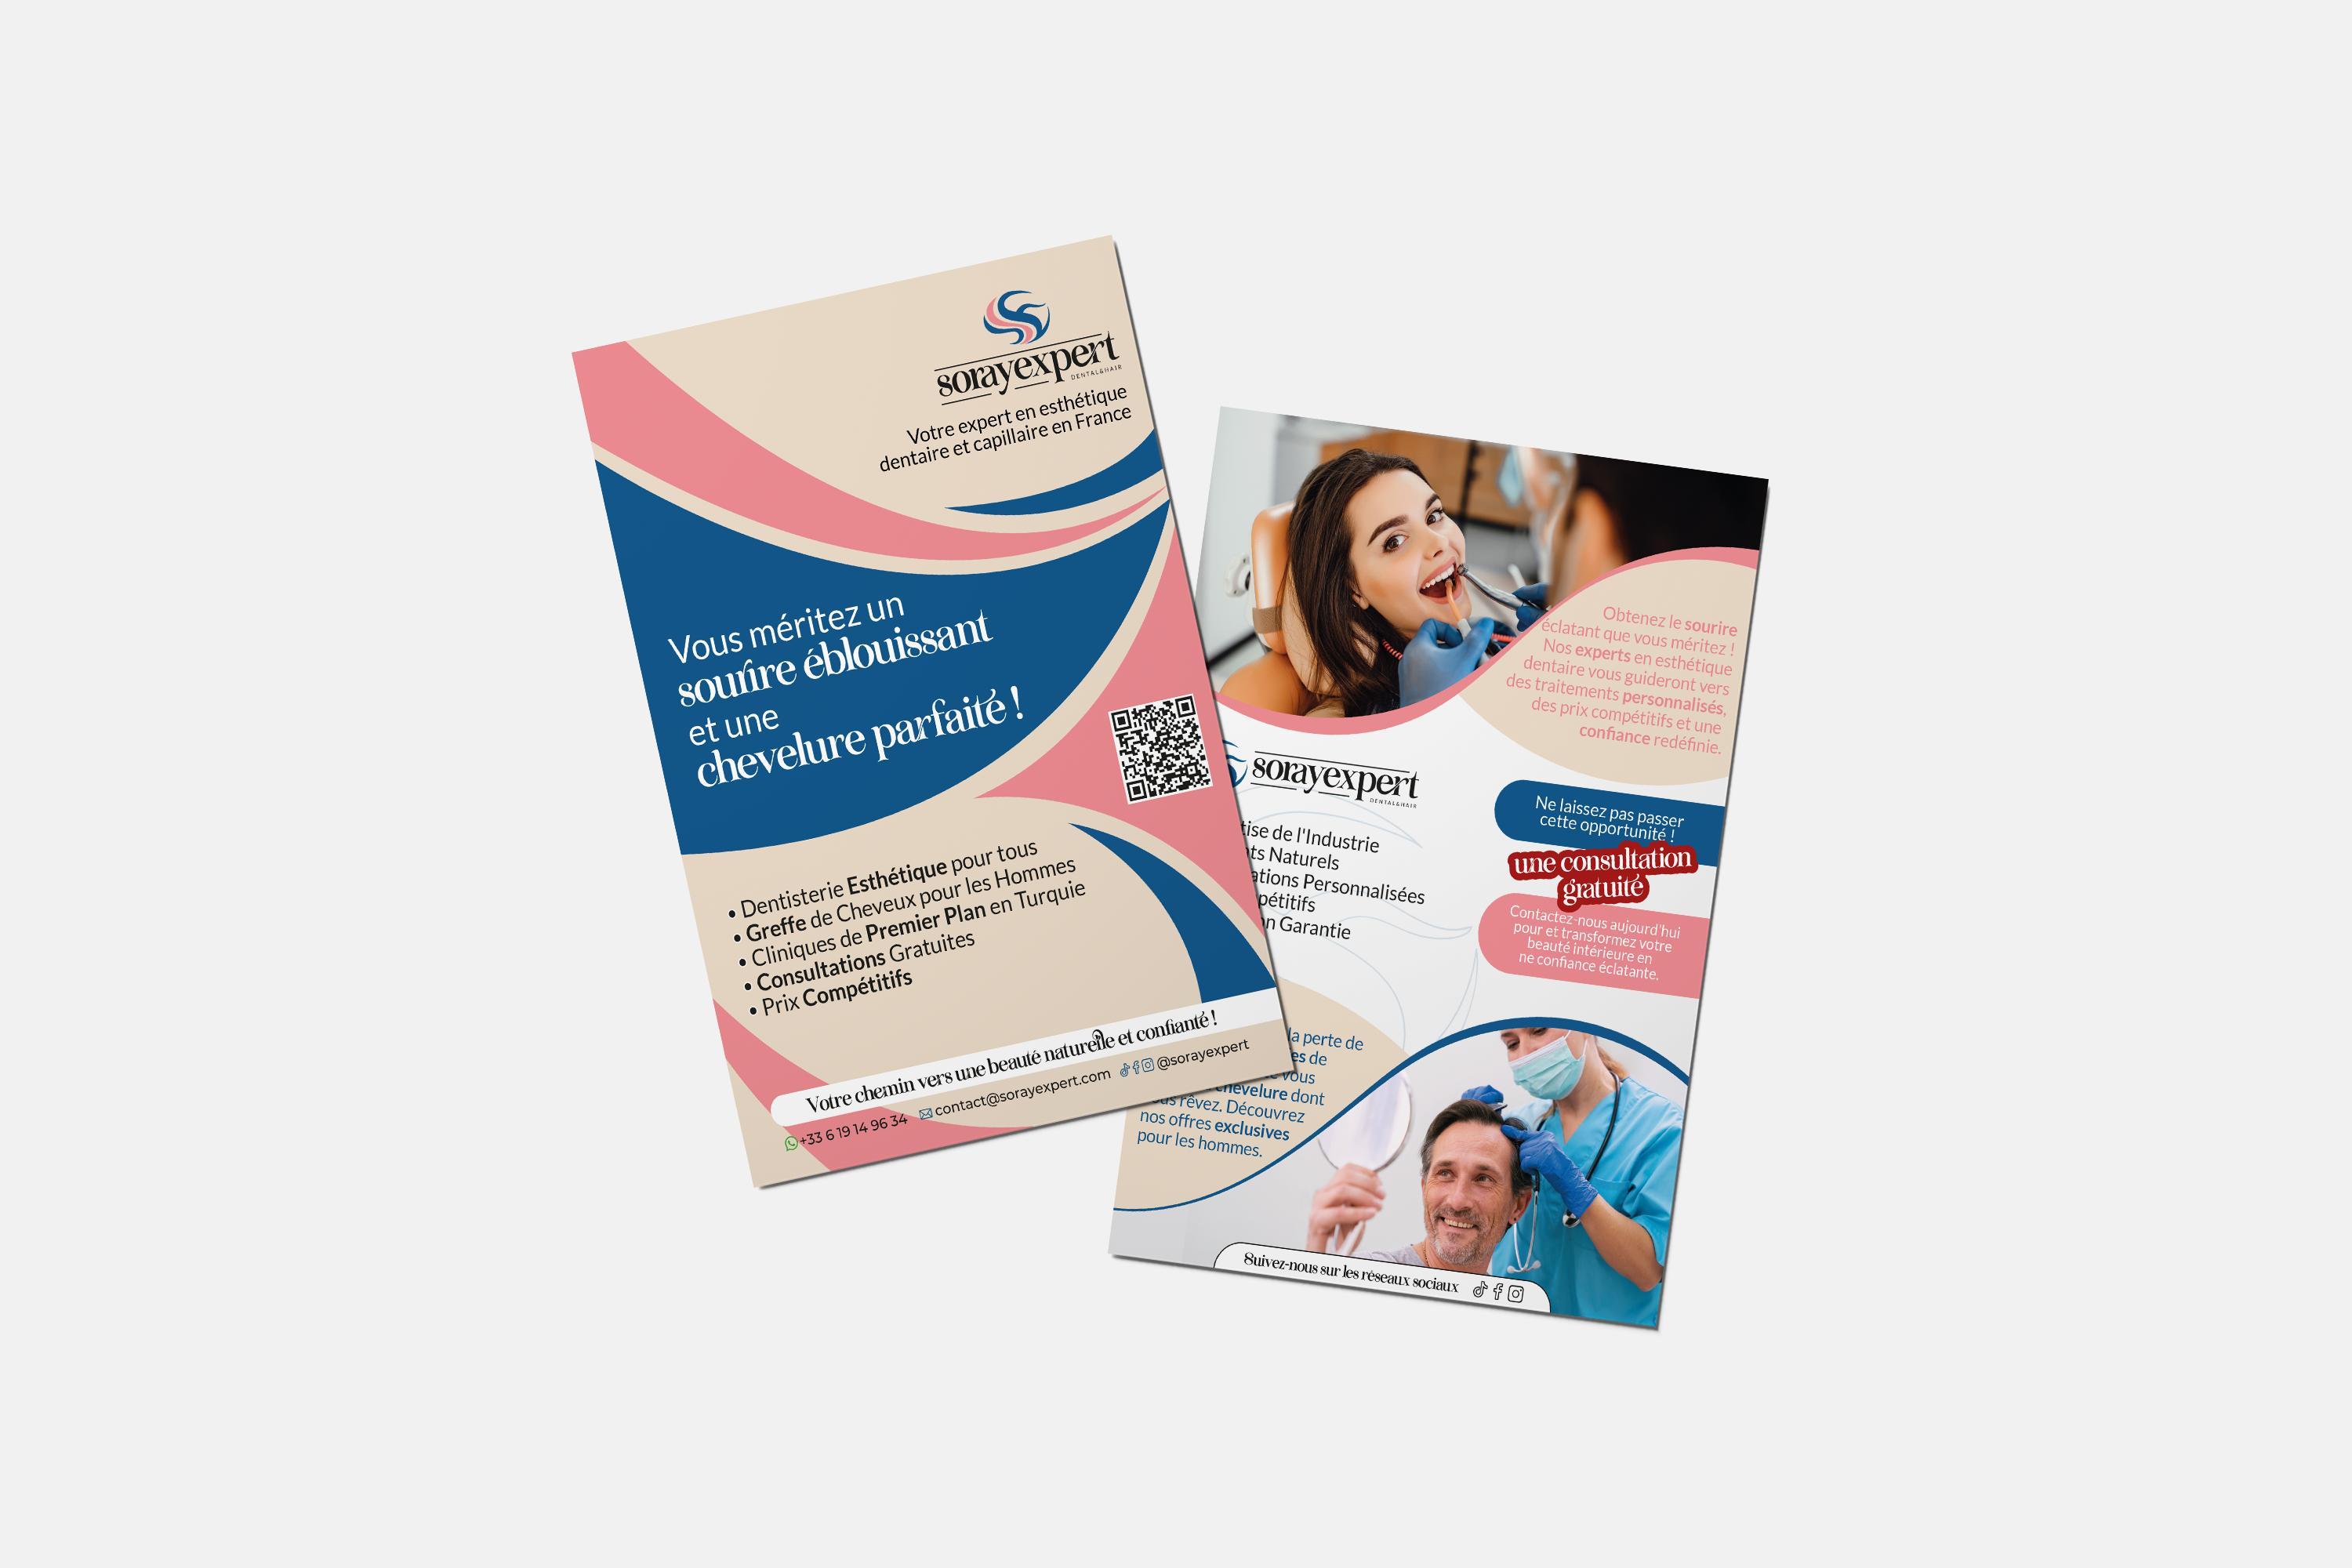 sorayexpert
DENTAL&HAIR
Votre expert en esthétique
dentaire et capillaire en France
Vous méritez un
sourire éblouissant
et une
chevelure parfaite !
• Dentisterie Esthétique pour tous
• Greffe de Cheveux pour les Hommes
• Cliniques de Premier Plan en Turquie
• Consultations Gratuites
• Prix Compétitifs
Votre chemin vers une beauté naturelle et confiante !
+33 6 19 14 96 34 contact@sorayexpert.com @sorayexpert
Obtenez le sourire
éclatant que vous méritez !
Nos experts en esthétique
dentaire vous guideront vers
des traitements personnalisés,
des prix compétitifs et une
confiance redéfinie.
sorayexpert
DENTAL&HAIR
de l'Industrie
Naturels
Personnalisées
Garantie
Ne laissez pas passer
cette opportunité !
une consultation
gratuite
Contactez-nous aujourd'hui
pour et transformez votre
beauté intérieure en
ne confiance éclatante.
la perte de
de
vous
chevelure dont
rêvez. Découvrez
nos offres exclusives
pour les hommes.
Suivez-nous sur les réseaux sociaux